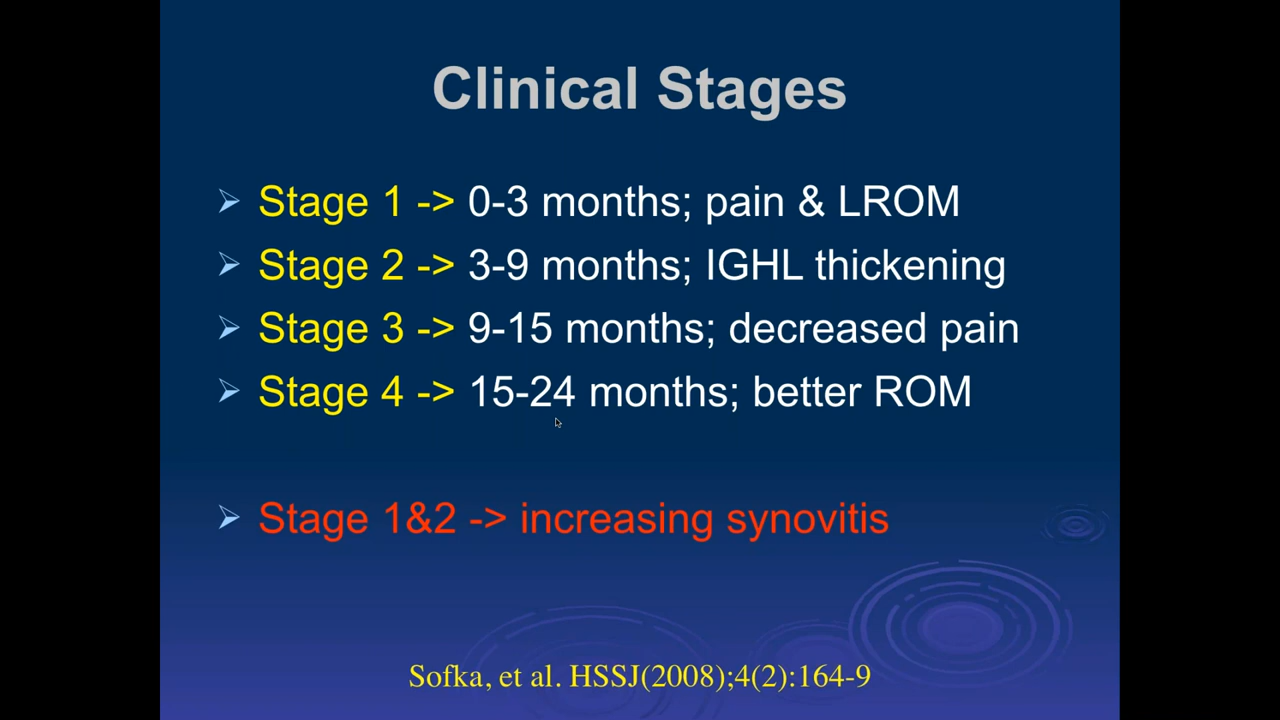 Clinical Stages
Stage 1 -> 0-3 months; pain & LROM
Stage 2 -> 3-9 months; IGHL thickening
Stage 3 -> 9-15 months; decreased pain
Stage 4 -> 15-24 months; better ROM
Stage 1&2 -> increasing synovitis
Sofka, et al. HSSJ(2008);4(2):164-9